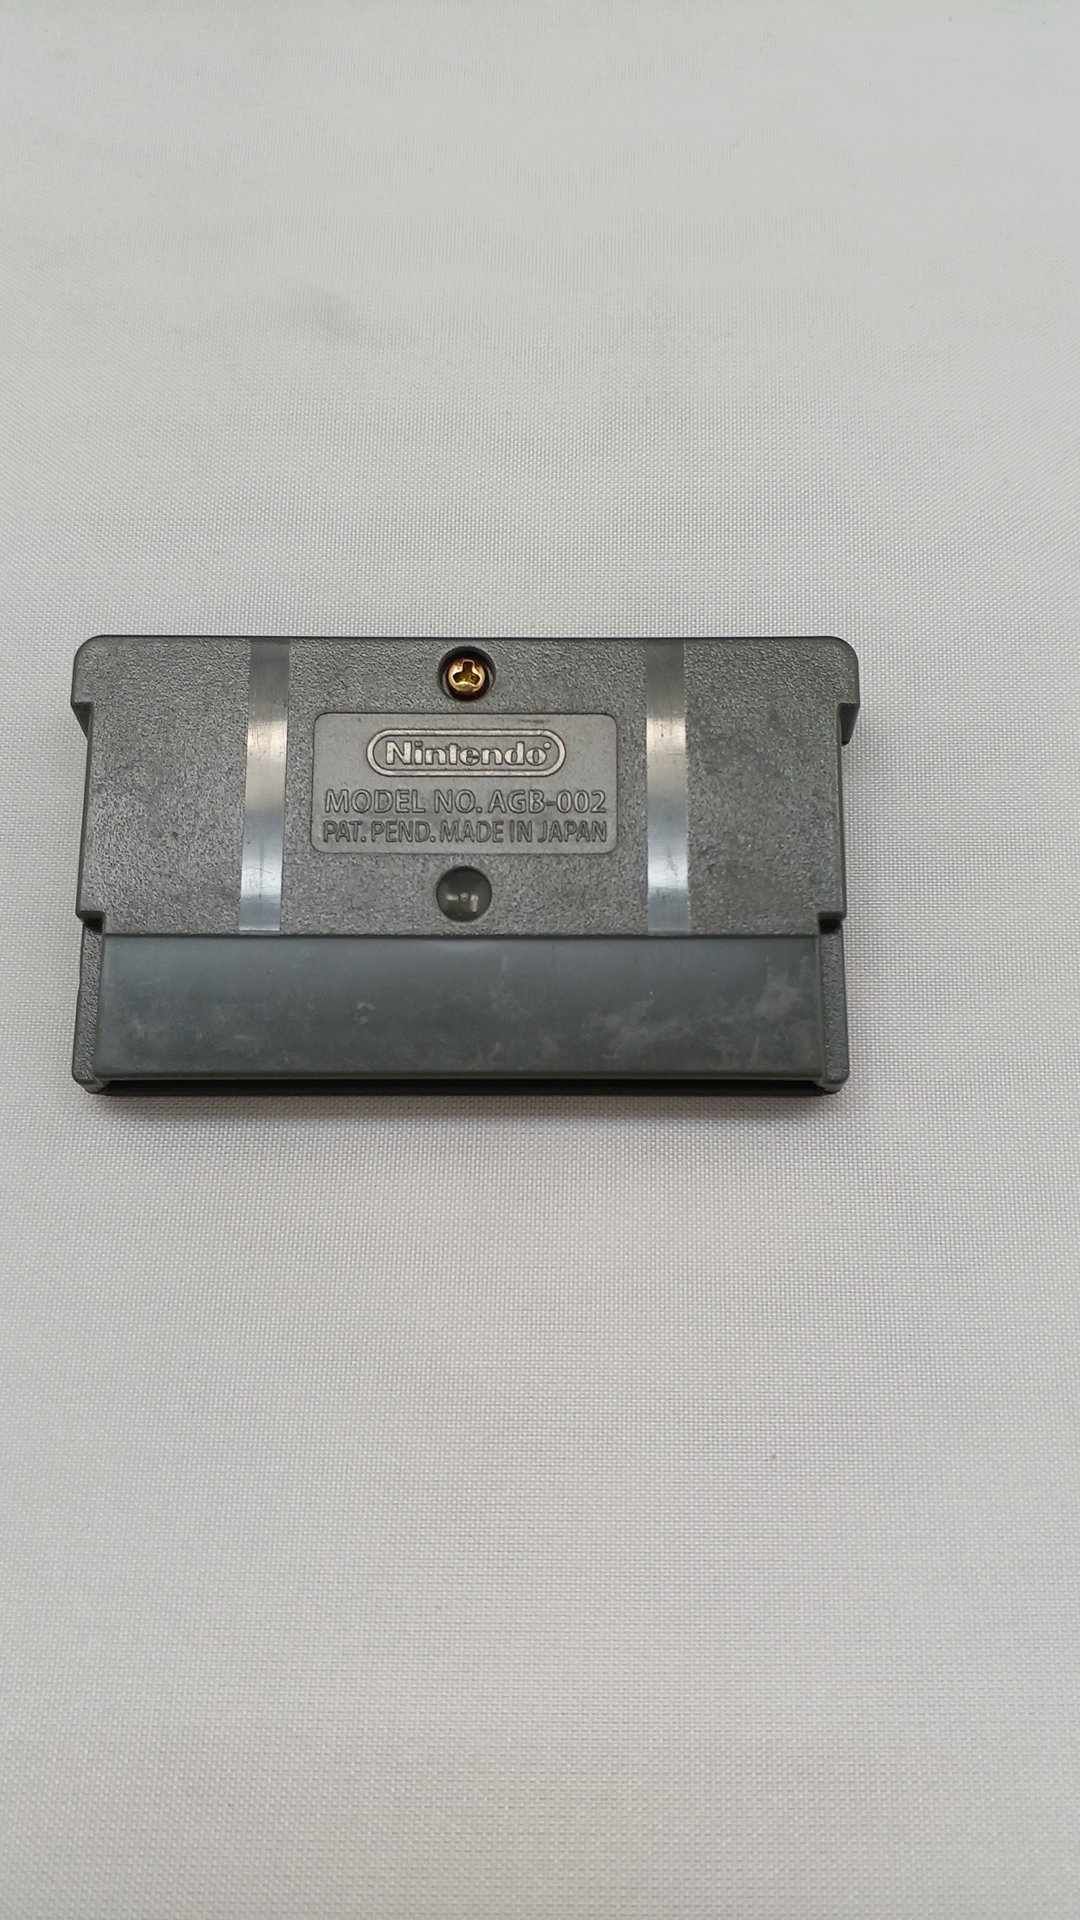 Nintendo®
MODEL NO. AGB-002
PAT. PEND. MADE IN JAPAN